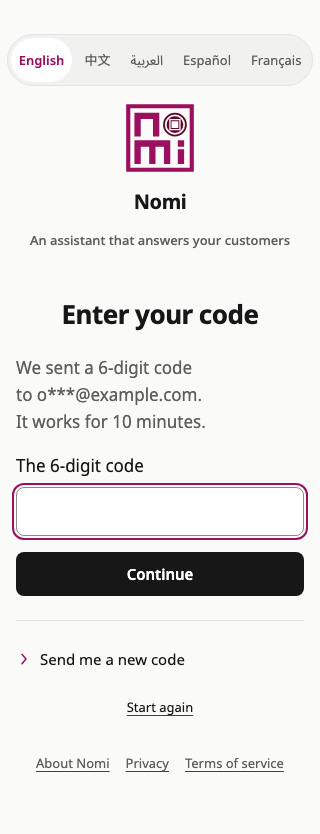 English 中文 العربية Español Français
nomi
Nomi
An assistant that answers your customers
Enter your code
We sent a 6-digit code
to o***@example.com.
It works for 10 minutes.
The 6-digit code
Continue
Send me a new code
Start again
About Nomi Privacy Terms of service